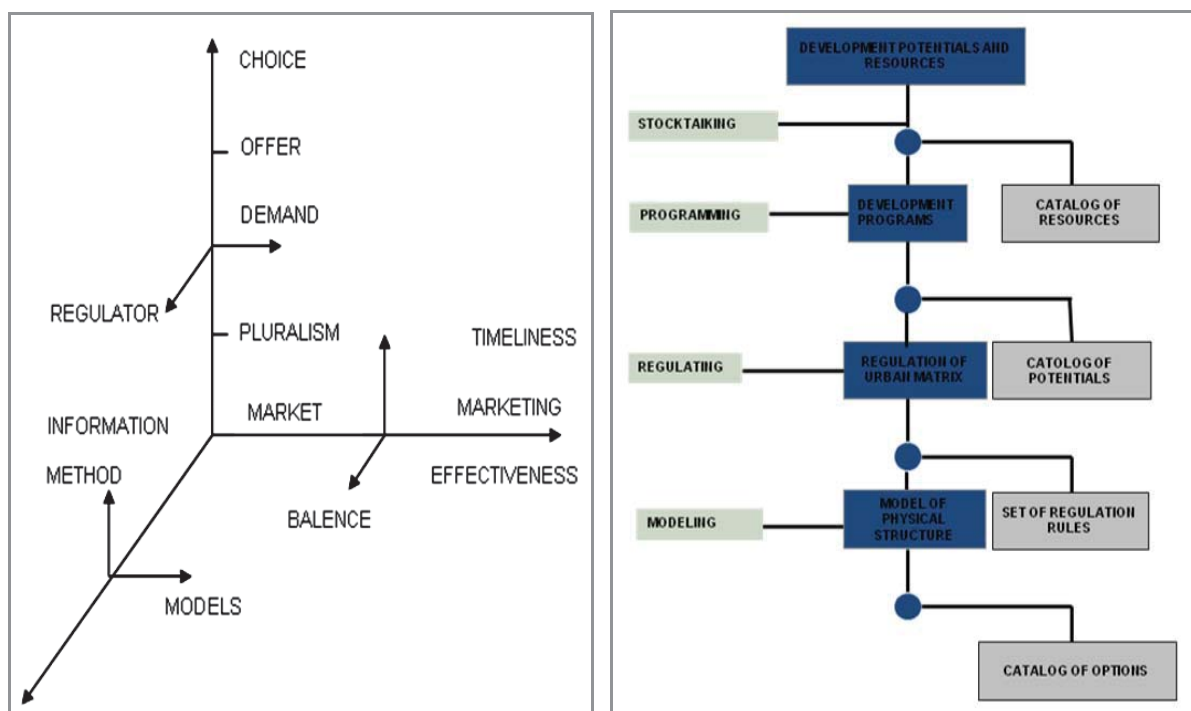 CHOICE
OFFER
DEMAND
REGULATOR
PLURALISM
TIMELINESS
MARKET
MARKETING
INFORMATION
EFFECTIVENESS
METHOD
BALENCE
MODELS
DEVELOPMENT POTENTIALS AND
RESOURCES
STOCKTAIKING
PROGRAMMING
DEVELOPMENT
PROGRAMS
CATALOG OF
RESOURCES
REGULATING
REGULATION OF
URBAN MATRIX
CATOLOG OF
POTENTIALS
MODELING
MODEL OF
PHYSICAL
STRUCTURE
SET OF REGULATION
RULES
CATALOG OF OPTIONS